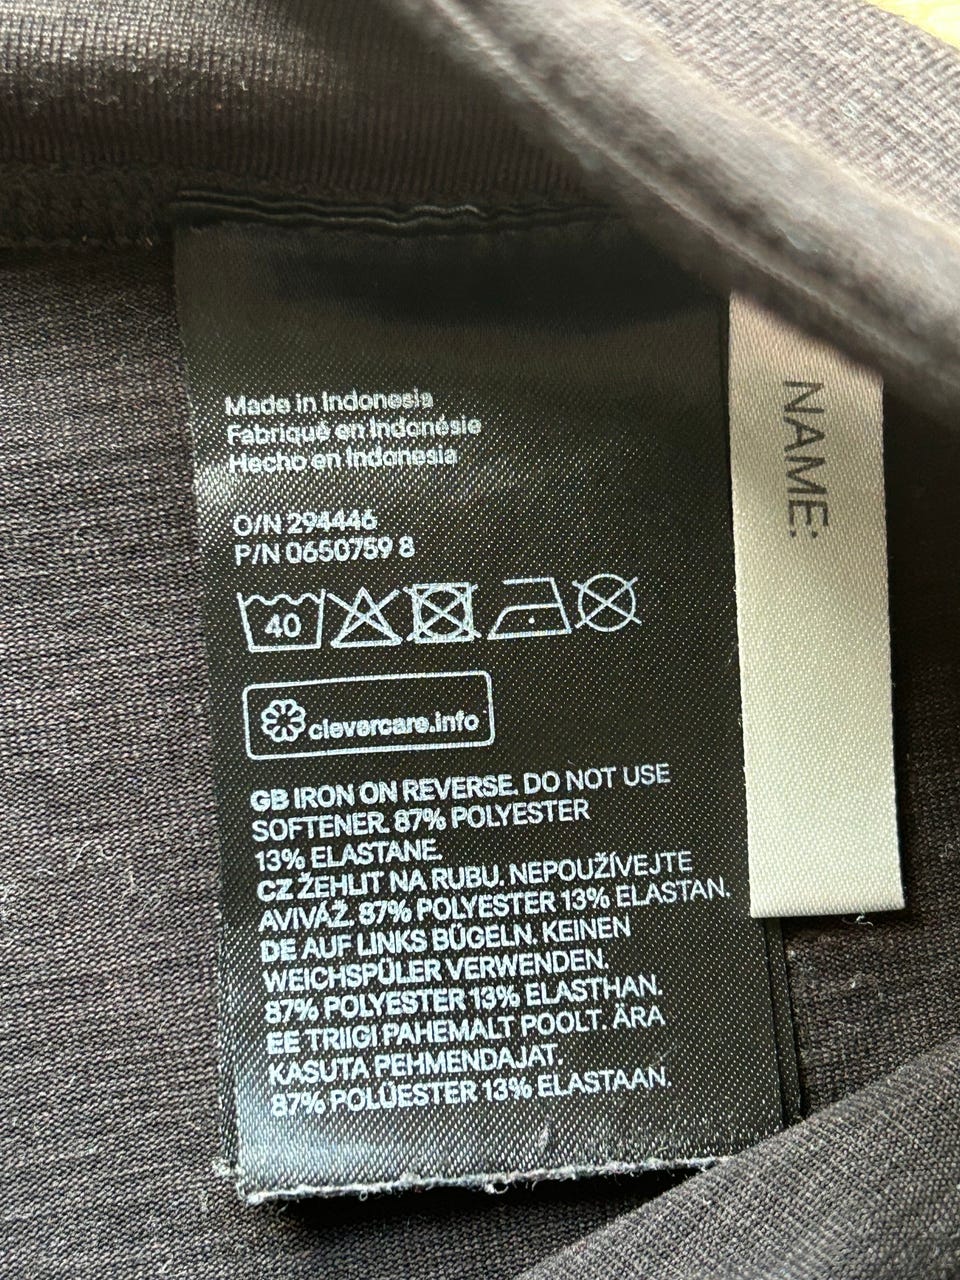 Made in Indonesia
Fabriqué en Indonésie
Hecho en Indonesia
O/N 294446
P/N 0650759 8
40
clevercare.info
GB IRON ON REVERSE. DO NOT USE
SOFTENER. 87% POLYESTER
13% ELASTANE.
CZ ŽEHLIT NA RUBU. NEPOUŽÍVEJTE
AVIVÁŽ. 87% POLYESTER 13% ELASTAN.
DE AUF LINKS BÜGELN. KEINEN
WEICHSPÜLER VERWENDEN.
87% POLYESTER 13% ELASTHAN.
EE TRIIGI PAHEMALT POOLT. ÄRA
KASUTA PEHMENDAJAT.
87% POLÜESTER 13% ELASTAAN.
NAME: